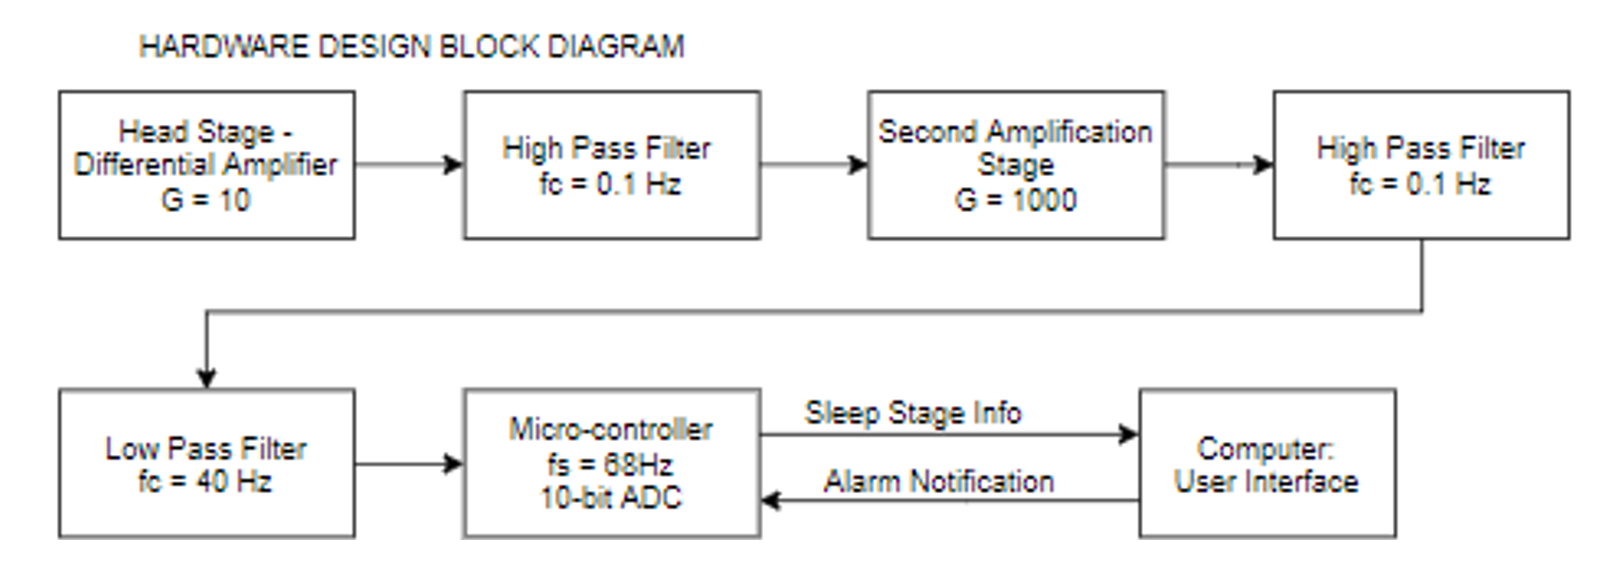 HARDWARE DESIGN BLOCK DIAGRAM
Head Stage -
Differential Amplifier
G = 10
High Pass Filter
fc = 0.1 Hz
Second Amplification
Stage
G = 1000
High Pass Filter
fc = 0.1 Hz
Low Pass Filter
fc = 40 Hz
Micro-controller
fs = 68Hz
10-bit ADC
Sleep Stage Info
Alarm Notification
Computer:
User Interface